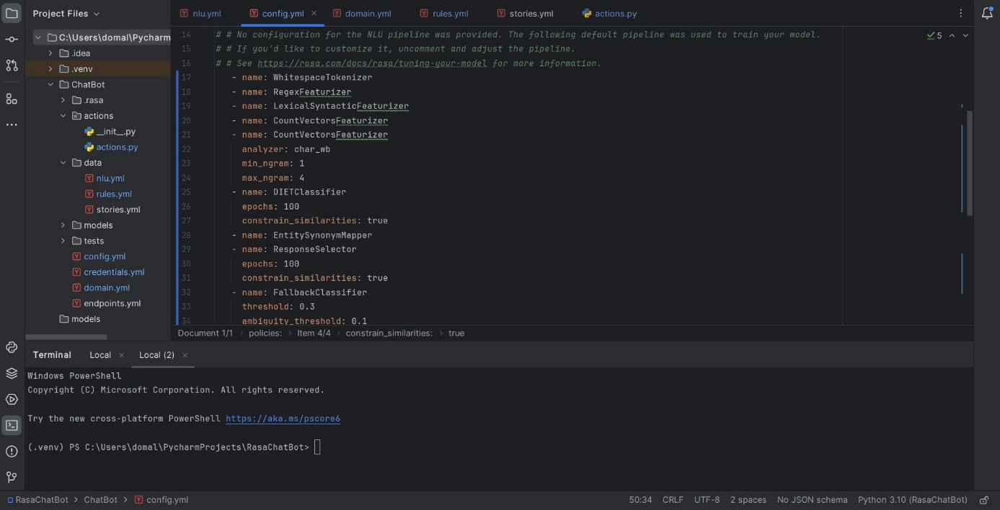 Project Files
nlu.yml
config.yml
domain.yml
rules.yml
stories.yml
actions.py
C:\Users\domal\Pycharm
.idea
.venv
ChatBot
.rasa
actions
__init__.py
actions.py
data
nlu.yml
rules.yml
stories.yml
models
tests
config.yml
credentials.yml
domain.yml
endpoints.yml
models
5
14 # # No configuration for the NLU pipeline was provided. The following default pipeline was used to train your model.
15 # # If you'd like to customize it, uncomment and adjust the pipeline.
16 # # See https://rasa.com/docs/rasa/tuning-your-model for more information.
17 - name: WhitespaceTokenizer
18 - name: RegexFeaturizer
19 - name: LexicalSyntacticFeaturizer
20 - name: CountVectorsFeaturizer
21 - name: CountVectorsFeaturizer
22 analyzer: char_wb
23 min_ngram: 1
24 max_ngram: 4
25 - name: DIETClassifier
26 epochs: 100
27 constrain_similarities: true
28 - name: EntitySynonymMapper
29 - name: ResponseSelector
30 epochs: 100
31 constrain_similarities: true
32 - name: FallbackClassifier
33 threshold: 0.3
34 ambiguity_threshold: 0.1
Document 1/1 › policies: › Item 4/4 › constrain_similarities: › true
Terminal Local × Local (2) ×
Windows PowerShell
Copyright (C) Microsoft Corporation. All rights reserved.
Try the new cross-platform PowerShell https://aka.ms/pscore6
(.venv) PS C:\Users\domal\PycharmProjects\RasaChatBot>
RasaChatBot > ChatBot > config.yml
50:34 CRLF UTF-8 2 spaces No JSON schema Python 3.10 (RasaChatBot)